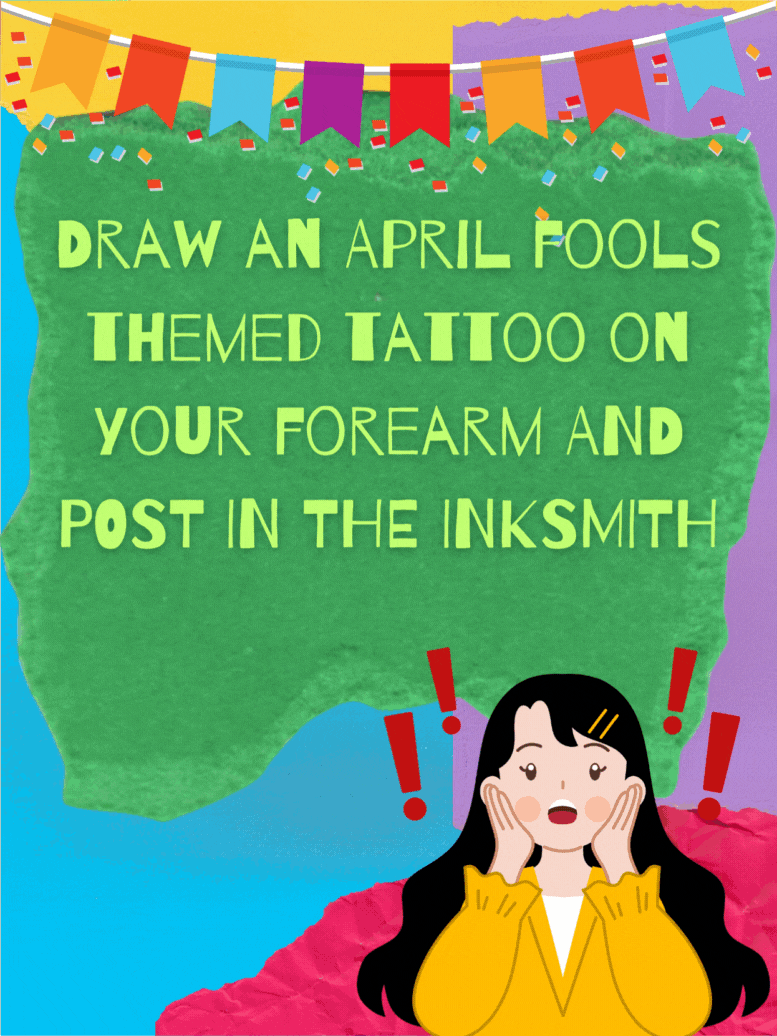 DRAW AN APRIL FOOLS
THEMED TATTOO ON
YOUR FOREARM AND
POST IN THE INKSMITH